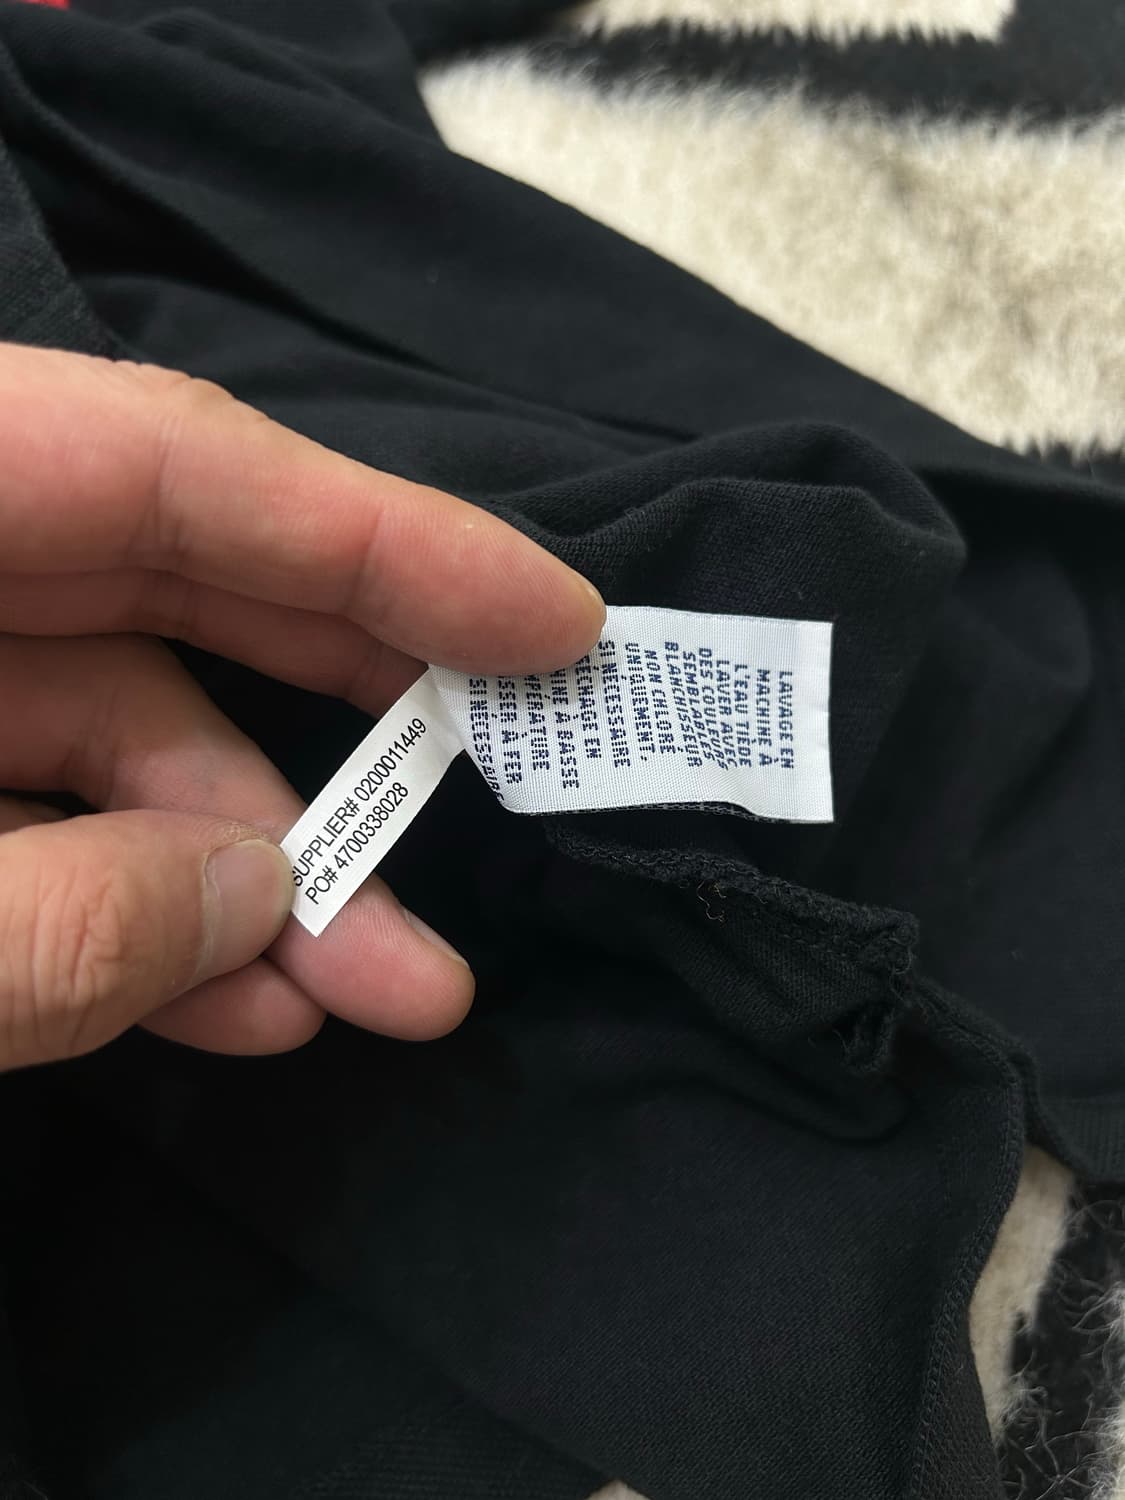 SUPPLIER# 0200011449
PO# 4700338028
LAVAGE EN
MACHINE À
L'EAU TIÈDE
LAVER AVEC
DES COULEURS
SEMBLABLES
BLANCHISSEUR
NON CHLORÉ
UNIQUEMENT,
SI NÉCESSAIRE
SÉCHAGE EN
À BASSE
TEMPÉRATURE
À FER
SI NÉCESSAIRE